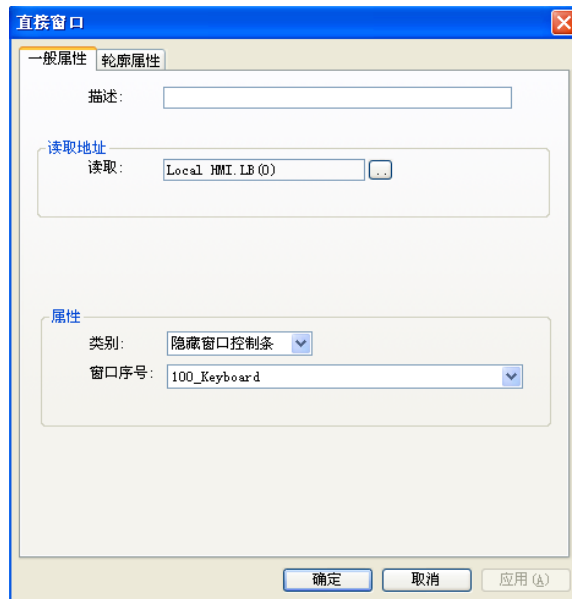 直接窗口
一般属性 轮廓属性
描述:
读取地址
读取: Local HMI.LB(0) ..
属性
类别: 隐藏窗口控制条
窗口序号: 100_Keyboard
确定 取消 应用(A)